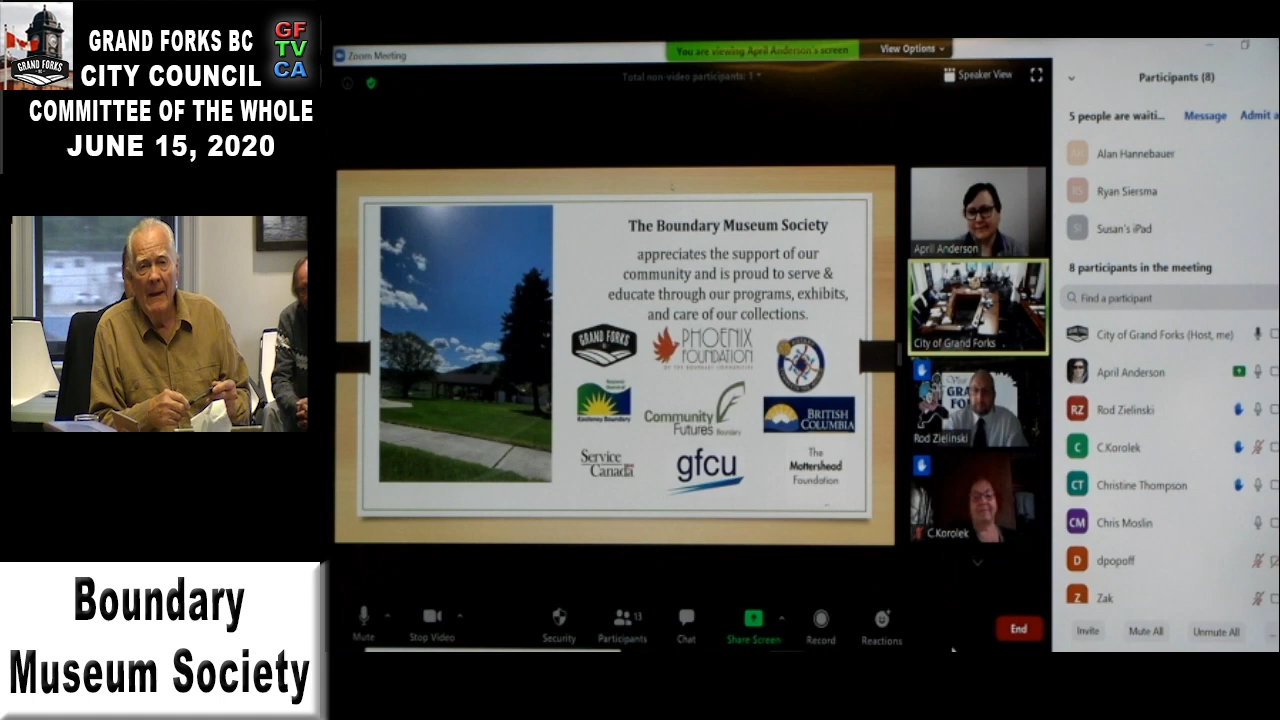 GRAND FORKS BC
CITY COUNCIL
COMMITTEE OF THE WHOLE
JUNE 15, 2020
GF
TV
CA
GRAND FORKS
BC
Boundary
Museum Society
Zoom Meeting
You are viewing April Anderson's screen
View Options
Total non-video participants: 1
Speaker View
The Boundary Museum Society
appreciates the support of our
community and is proud to serve &
educate through our programs, exhibits,
and care of our collections.
GRAND FORKS
PHOENIX
FOUNDATION
OF THE BOUNDARY COMMUNITIES
Kootenay Boundary
Community
Futures
Boundary
BRITISH
COLUMBIA
Service
Canada
gfcu
The
Mottershead
Foundation
April Anderson
City of Grand Forks
Rod Zielinski
C.Korolek
Participants (8)
5 people are waiti...
Message
Admit a
Alan Hannebauer
RS
Ryan Siersma
SI
Susan's iPad
8 participants in the meeting
Find a participant
City of Grand Forks (Host, me)
April Anderson
RZ
Rod Zielinski
C
C.Korolek
CT
Christine Thompson
CM
Chris Moslin
D
dpopoff
Z
Zak
Mute
Stop Video
Security
13
Participants
Chat
Share Screen
Record
Reactions
End
Invite
Mute All
Unmute All
...